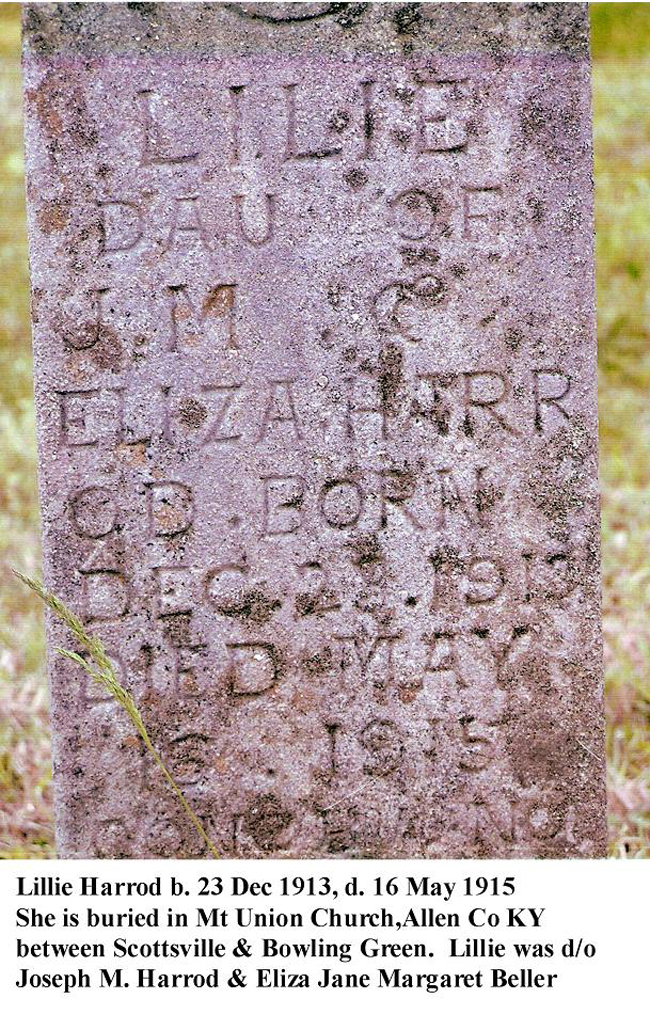 LILIE
DAU OF
J.M. &
ELIZA HARR
OD. BORN
DEC. 23. 1913
DIED MAY
16 1915
Lillie Harrod b. 23 Dec 1913, d. 16 May 1915
She is buried in Mt Union Church,Allen Co KY
between Scottsville & Bowling Green.  Lillie was d/o
Joseph M. Harrod & Eliza Jane Margaret Beller